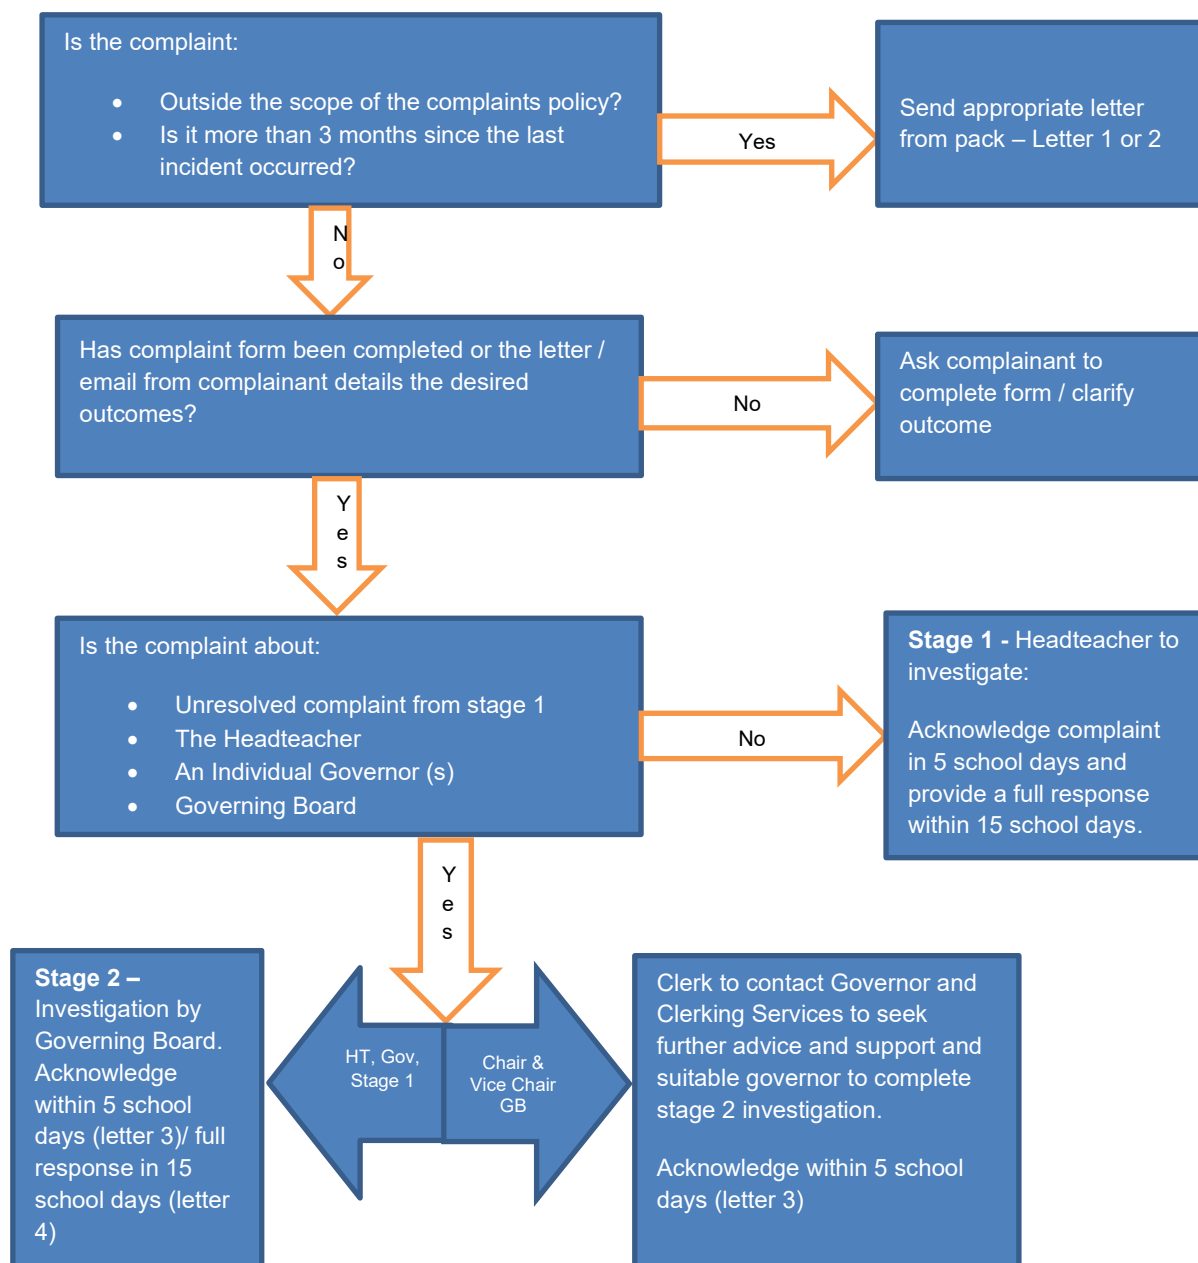 Is the complaint:
• Outside the scope of the complaints policy?
• Is it more than 3 months since the last
incident occurred?
Yes
Send appropriate letter
from pack – Letter 1 or 2
N
o
Has complaint form been completed or the letter /
email from complainant details the desired
outcomes?
No
Ask complainant to
complete form / clarify
outcome
Y
e
s
Is the complaint about:
• Unresolved complaint from stage 1
• The Headteacher
• An Individual Governor (s)
• Governing Board
No
Stage 1 - Headteacher to
investigate:
Acknowledge complaint
in 5 school days and
provide a full response
within 15 school days.
Y
e
s
Stage 2 –
Investigation by
Governing Board.
Acknowledge
within 5 school
days (letter 3)/ full
response in 15
school days (letter
4)
HT, Gov,
Stage 1
Chair &
Vice Chair
GB
Clerk to contact Governor and
Clerking Services to seek
further advice and support and
suitable governor to complete
stage 2 investigation.
Acknowledge within 5 school
days (letter 3)